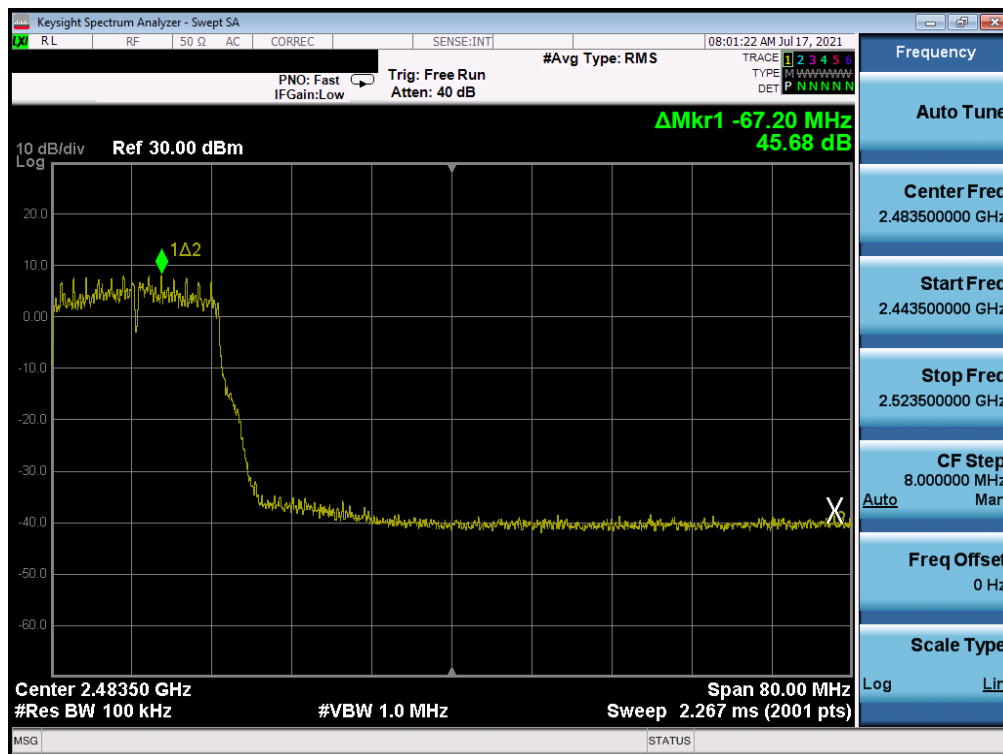 Keysight Spectrum Analyzer - Swept SA
LXI RL RF 50 Ω AC CORREC SENSE:INT 08:01:22 AM Jul 17, 2021
#Avg Type: RMS TRACE 1 2 3 4 5 6
PNO: Fast Trig: Free Run TYPE M WWWWW
IFGain:Low Atten: 40 dB DET P N N N N N
ΔMkr1 -67.20 MHz
45.68 dB
10 dB/div Ref 30.00 dBm
Log
20.0
1Δ2
10.0
0.00
-10.0
-20.0
-30.0
-40.0
-50.0
-60.0
Center 2.48350 GHz Span 80.00 MHz
#Res BW 100 kHz #VBW 1.0 MHz Sweep 2.267 ms (2001 pts)
MSG STATUS
Frequency
Auto Tune
Center Freq
2.483500000 GHz
Start Freq
2.443500000 GHz
Stop Freq
2.523500000 GHz
CF Step
8.000000 MHz
Auto Man
Freq Offset
0 Hz
Scale Type
Log Lin